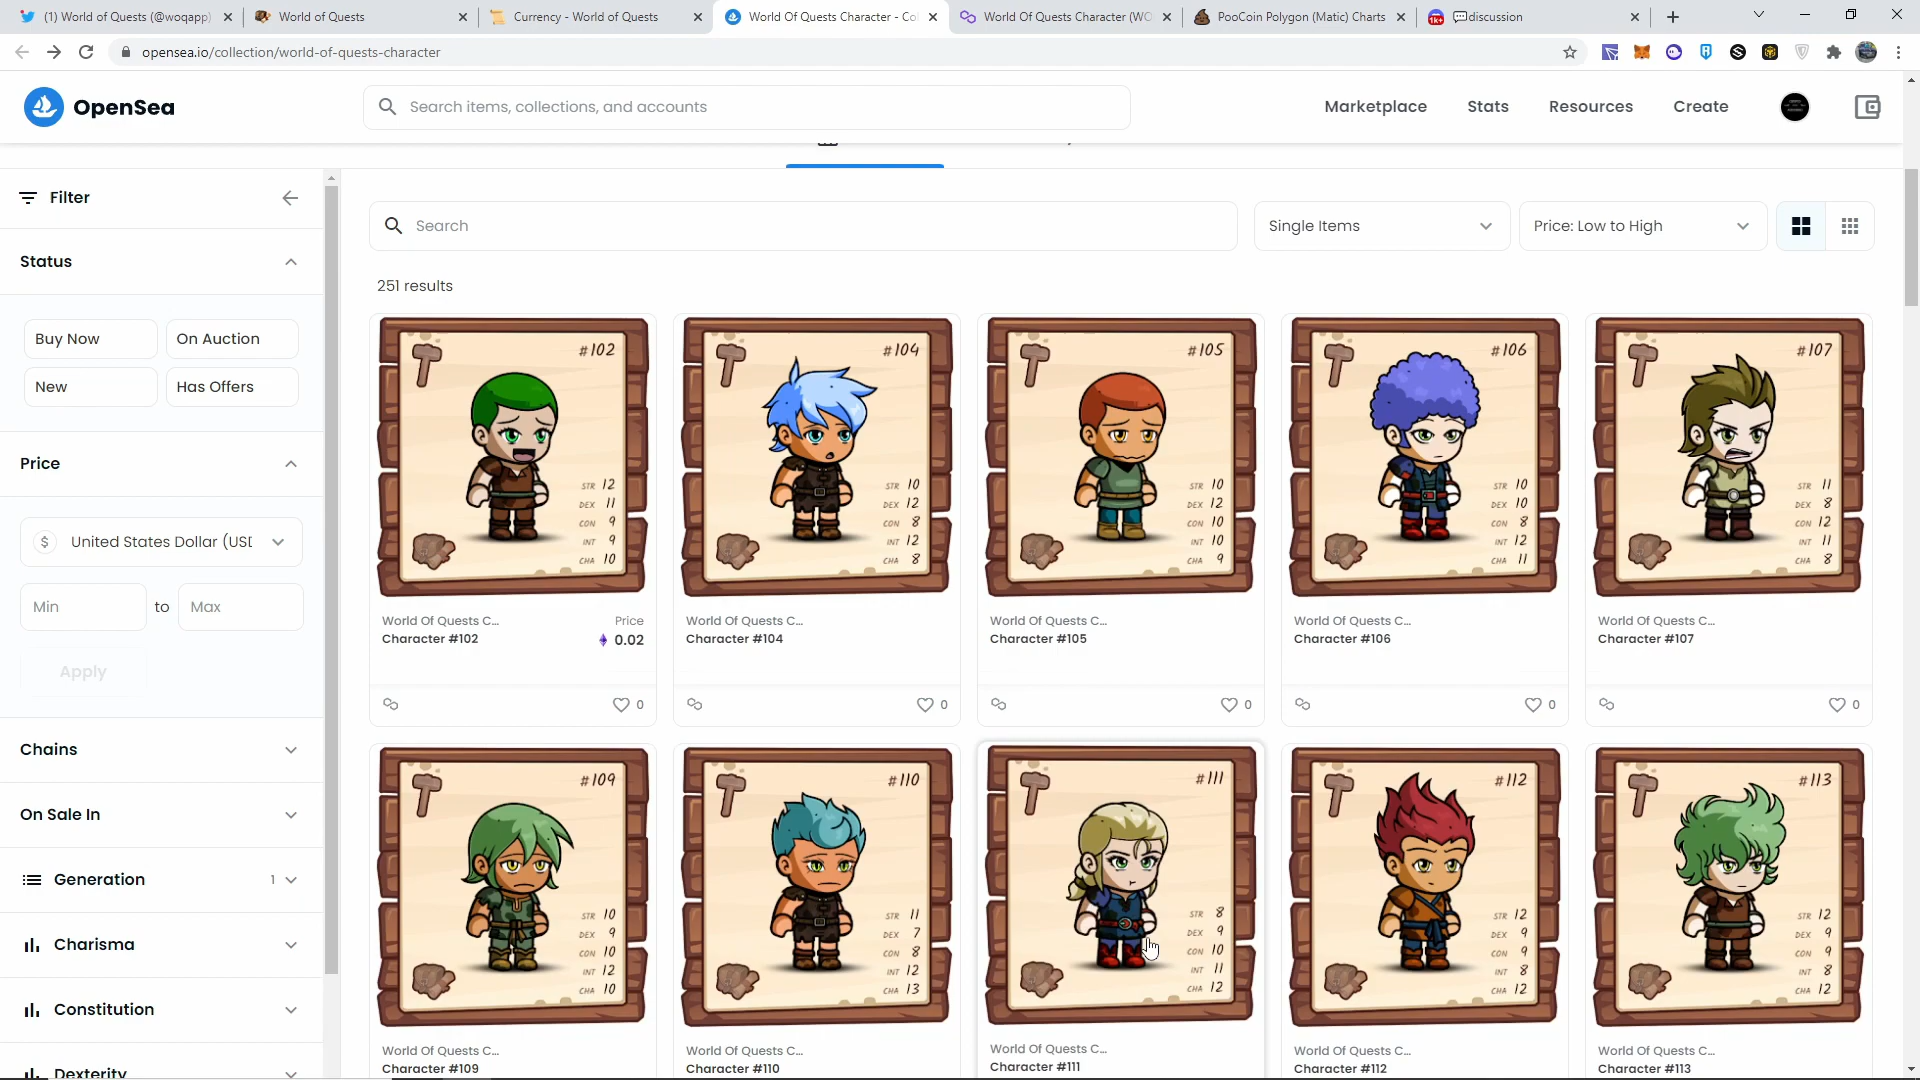 (1) World of Quests (@woqapp)
World of Quests
Currency - World of Quests
World Of Quests Character - Co
World Of Quests Character (WO
PooCoin Polygon (Matic) Charts
💬discussion
opensea.io/collection/world-of-quests-character
OpenSea
Search items, collections, and accounts
Marketplace
Stats
Resources
Create
Filter
Search
Single Items
Price: Low to High
251 results
Status
Buy Now
On Auction
New
Has Offers
Price
$ United States Dollar (USD
Min to Max
Apply
Chains
On Sale In
Generation 1
Charisma
Constitution
Dexterity
#102
STR 12
DEX 11
CON 9
INT 9
CHA 10
World Of Quests C...
Price
Character #102
0.02
0
#104
STR 10
DEX 12
CON 8
INT 12
CHA 8
World Of Quests C...
Character #104
0
#105
STR 10
DEX 12
CON 10
INT 10
CHA 9
World Of Quests C...
Character #105
0
#106
STR 10
DEX 10
CON 8
INT 12
CHA 11
World Of Quests C...
Character #106
0
#107
STR 11
DEX 8
CON 12
INT 11
CHA 8
World Of Quests C...
Character #107
0
#109
STR 10
DEX 9
CON 10
INT 12
CHA 10
World Of Quests C...
Character #109
#110
STR 11
DEX 7
CON 8
INT 12
CHA 13
World Of Quests C...
Character #110
#111
STR 8
DEX 9
CON 10
INT 11
CHA 12
World Of Quests C...
Character #111
#112
STR 12
DEX 9
CON 9
INT 8
CHA 12
World Of Quests C...
Character #112
#113
STR 12
DEX 9
CON 9
INT 8
CHA 12
World Of Quests C...
Character #113